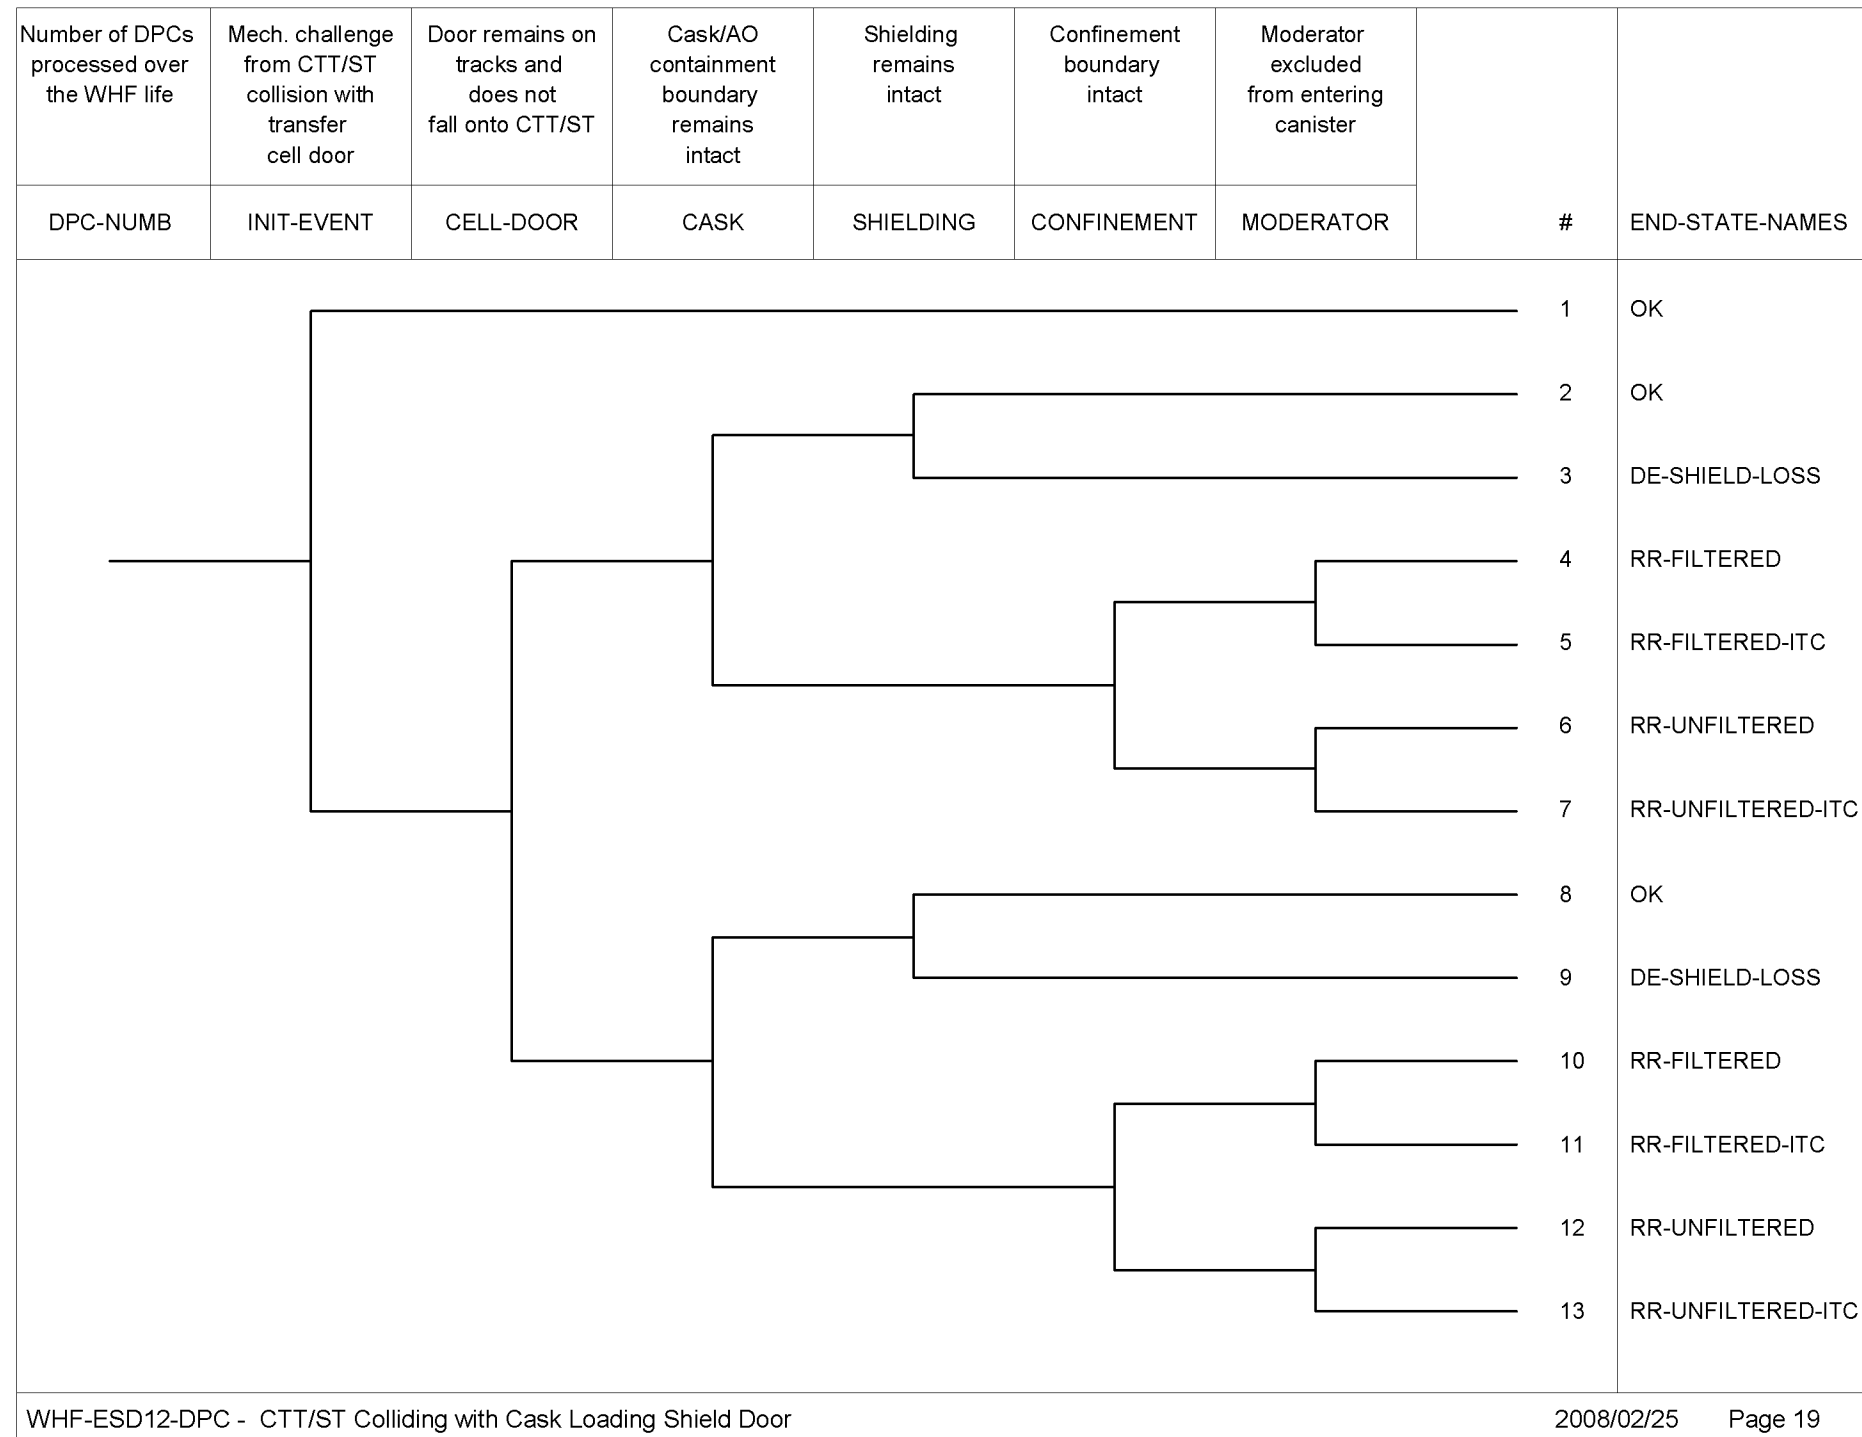 Number of DPCs
processed over
the WHF life
Mech. challenge
from CTT/ST
collision with
transfer
cell door
Door remains on
tracks and
does not
fall onto CTT/ST
Cask/AO
containment
boundary
remains
intact
Shielding
remains
intact
Confinement
boundary
intact
Moderator
excluded
from entering
canister
DPC-NUMB
INIT-EVENT
CELL-DOOR
CASK
SHIELDING
CONFINEMENT
MODERATOR
#
END-STATE-NAMES
1 OK
2 OK
3 DE-SHIELD-LOSS
4 RR-FILTERED
5 RR-FILTERED-ITC
6 RR-UNFILTERED
7 RR-UNFILTERED-ITC
8 OK
9 DE-SHIELD-LOSS
10 RR-FILTERED
11 RR-FILTERED-ITC
12 RR-UNFILTERED
13 RR-UNFILTERED-ITC
WHF-ESD12-DPC - CTT/ST Colliding with Cask Loading Shield Door
2008/02/25 Page 19